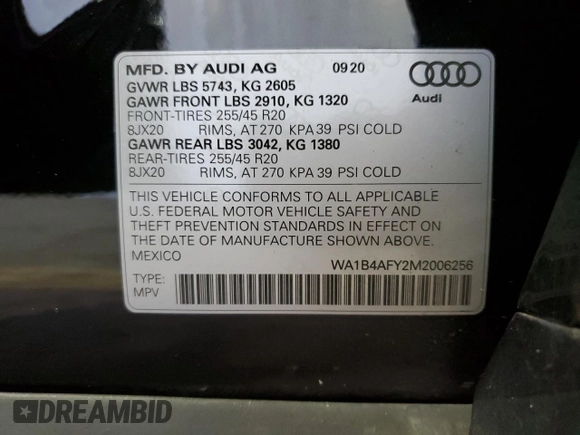 MFD. BY AUDI AG 0920
GVWR LBS 5743, KG 2605
GAWR FRONT LBS 2910, KG 1320
FRONT-TIRES 255/45 R20
8JX20 RIMS, AT 270 KPA 39 PSI COLD
GAWR REAR LBS 3042, KG 1380
REAR-TIRES 255/45 R20
8JX20 RIMS, AT 270 KPA 39 PSI COLD
Audi
THIS VEHICLE CONFORMS TO ALL APPLICABLE
U.S. FEDERAL MOTOR VEHICLE SAFETY AND
THEFT PREVENTION STANDARDS IN EFFECT ON
THE DATE OF MANUFACTURE SHOWN ABOVE.
MEXICO WA1B4AFY2M2006256
TYPE:
MPV
DREAMBID